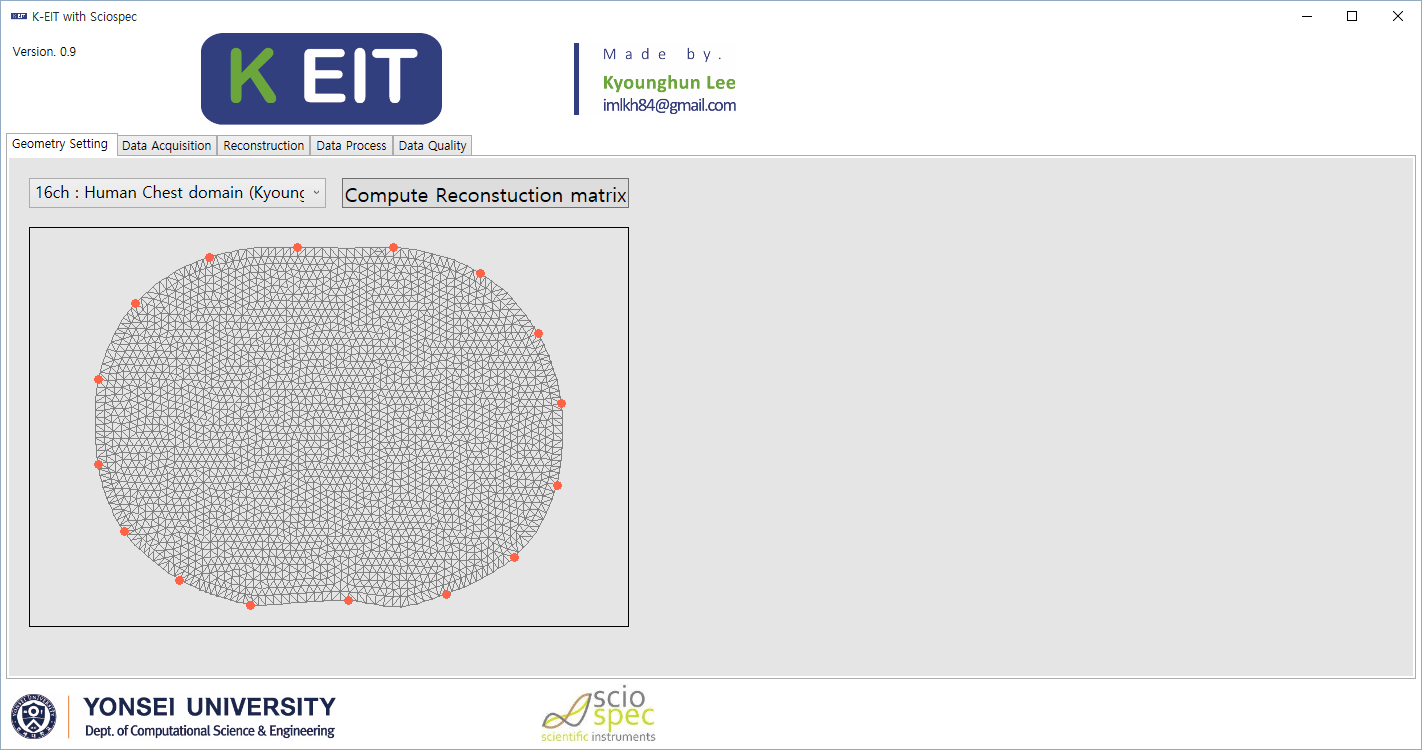 K-EIT with Sciospec
Version. 0.9
K EIT
Made by.
Kyounghun Lee
imlkh84@gmail.com
Geometry Setting
Data Acquisition
Reconstruction
Data Process
Data Quality
16ch : Human Chest domain (Kyoung
Compute Reconstuction matrix
YONSEI UNIVERSITY
Dept. of Computational Science & Engineering
scio
spec
scientific instruments